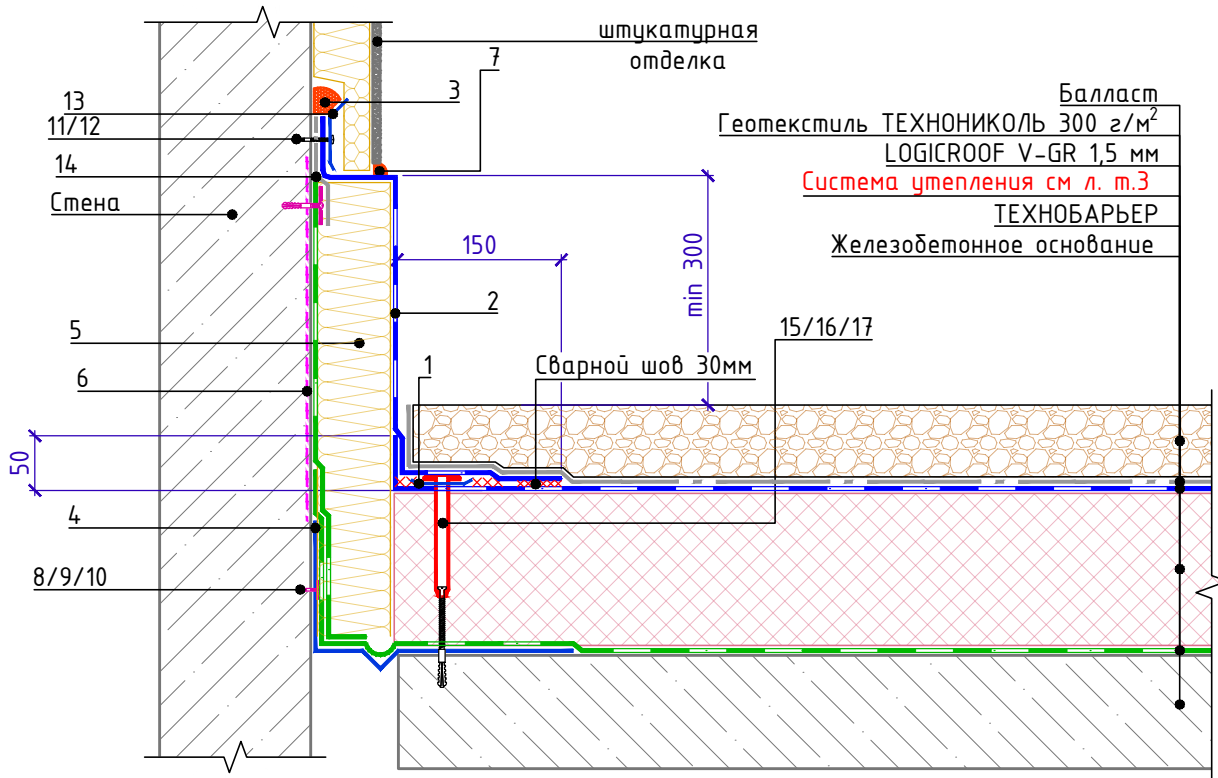 штукатурная
отделка
7
3
13
11/12
14
Стена
Балласт
Геотекстиль ТЕХНОНИКОЛЬ 300 г/м²
LOGICROOF V-GR 1,5 мм
Система утепления см л. т.3
ТЕХНОБАРЬЕР
Железобетонное основание
150
min 300
2
15/16/17
5
1
Сварной шов 30мм
6
50
4
8/9/10